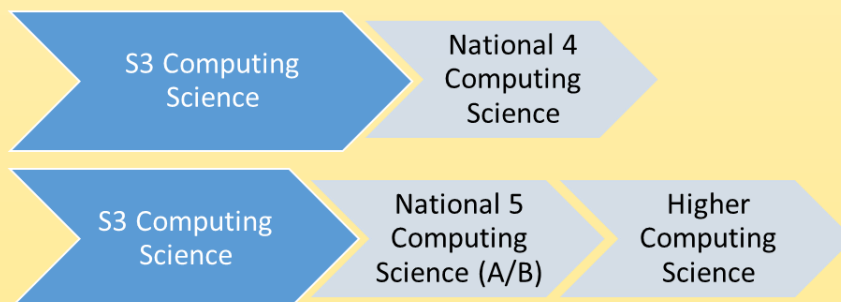 S3 Computing
Science
National 4
Computing
Science
S3 Computing
Science
National 5
Computing
Science (A/B)
Higher
Computing
Science